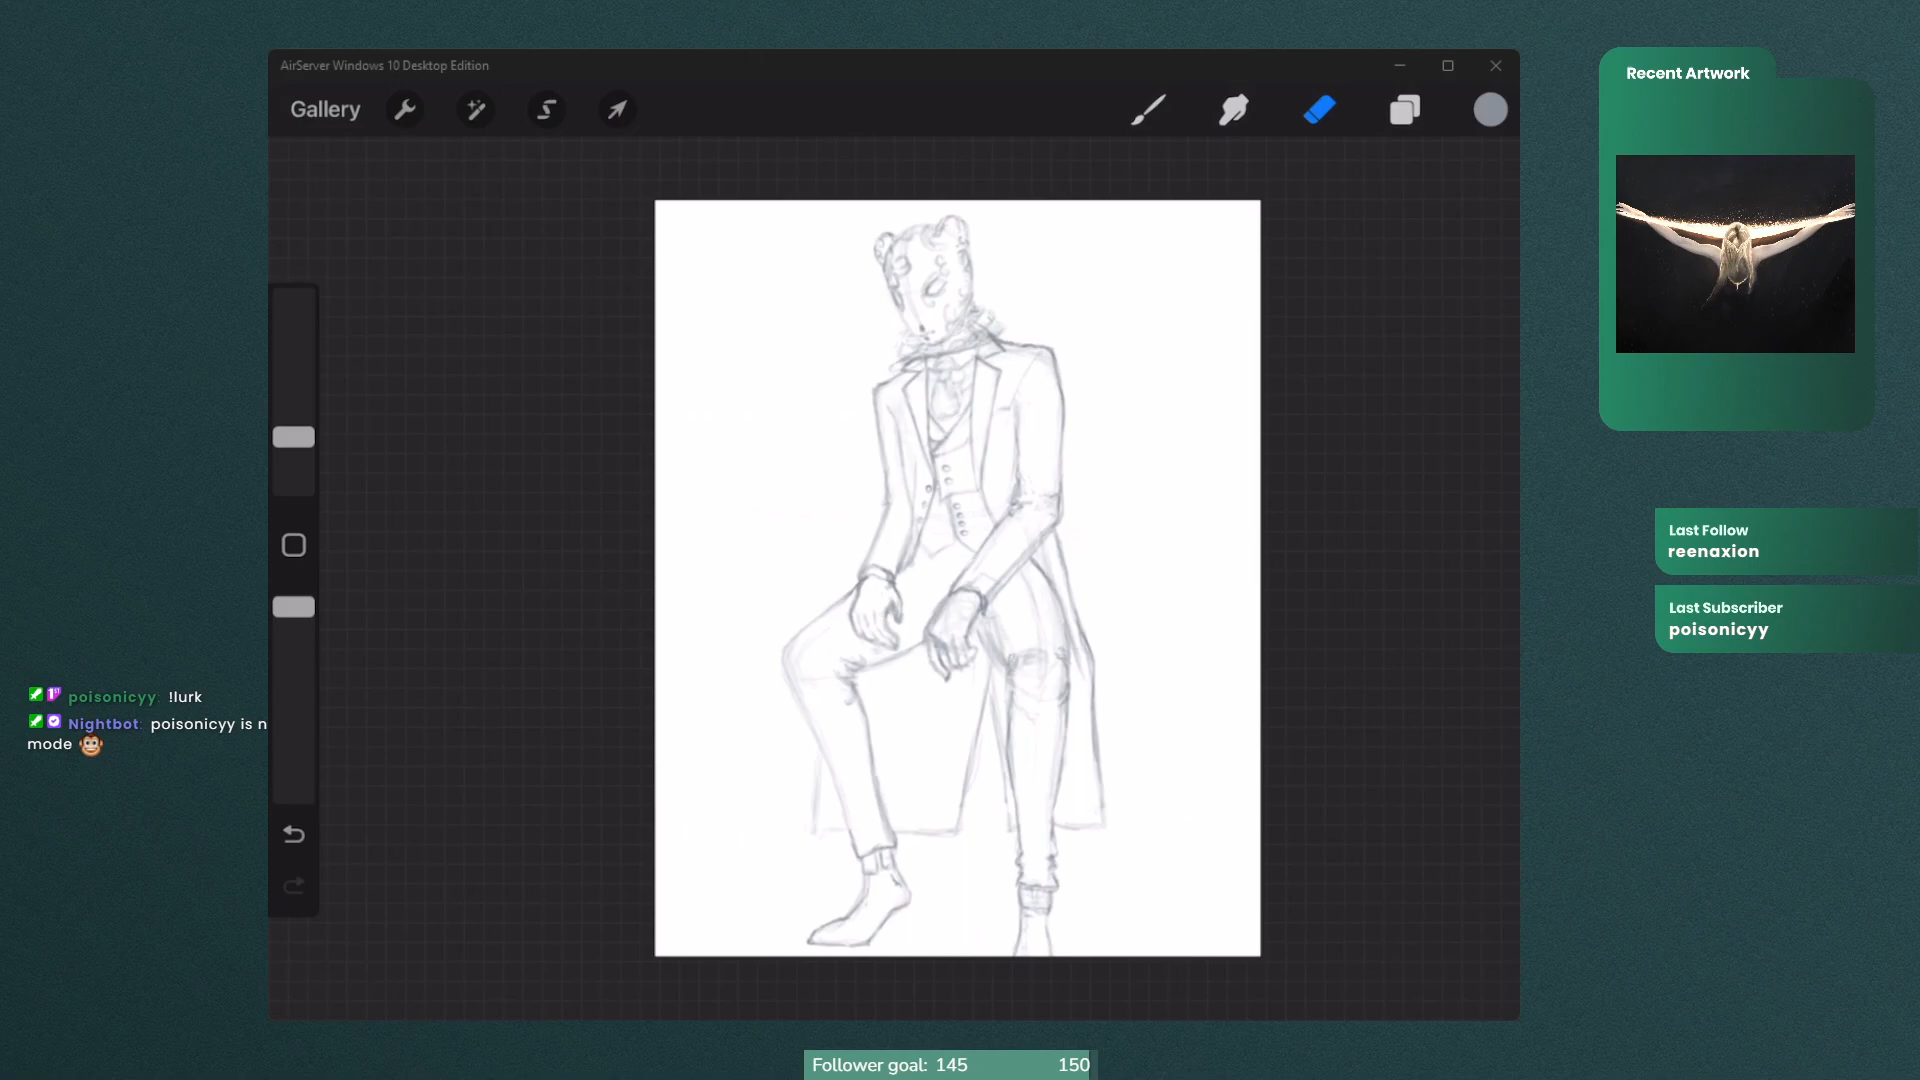 AirServer Windows 10 Desktop Edition
Gallery
Recent Artwork
Last Follow
reenaxion
Last Subscriber
poisonicyy
poisonicyy: !lurk
Nightbot: poisonicyy is n
mode
Follower goal: 145 150